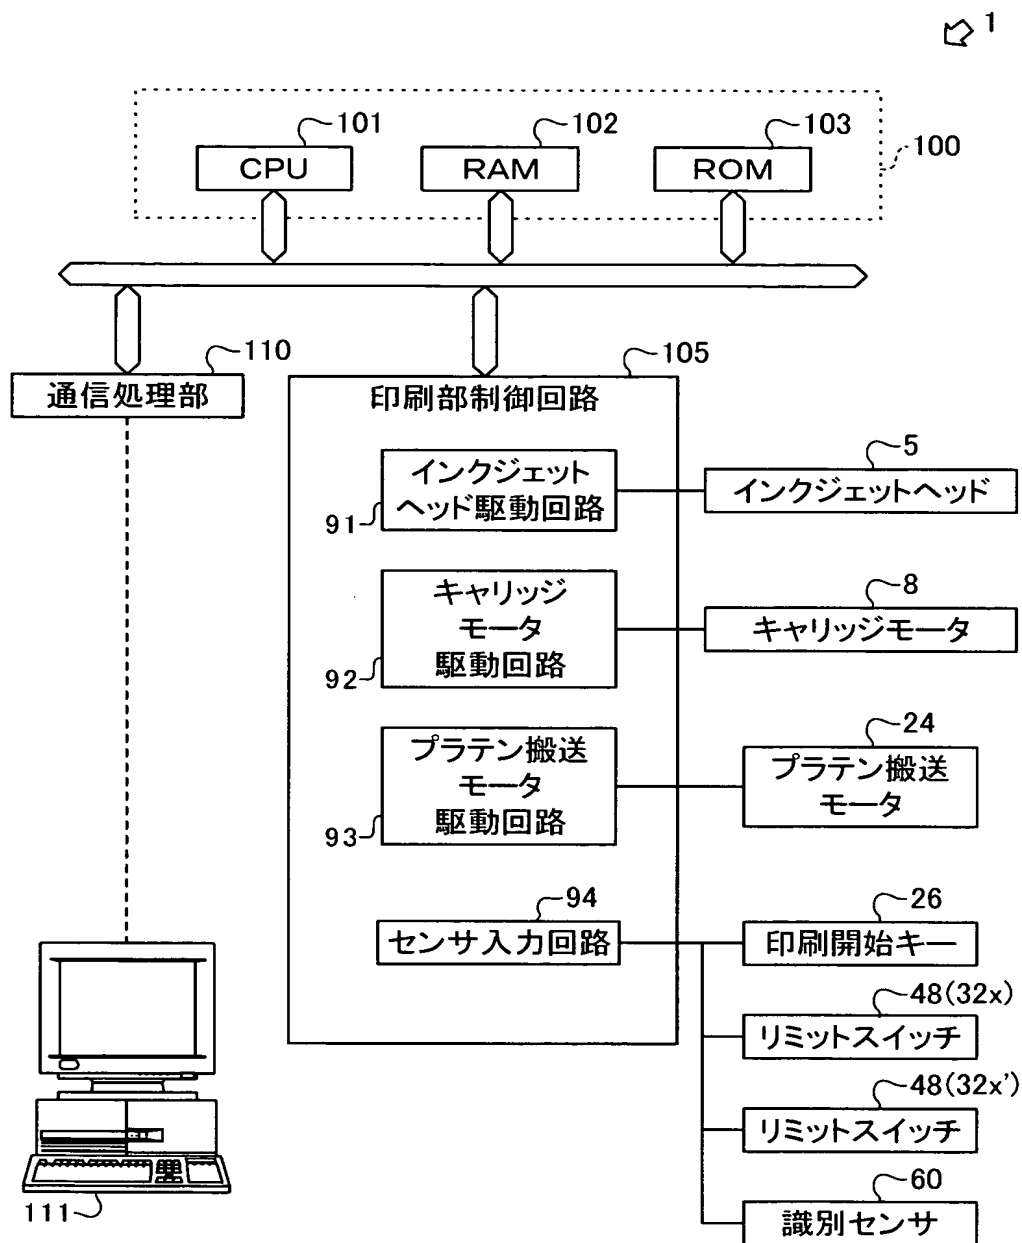 1
101
102
103
100
CPU
RAM
ROM
110
通信処理部
105
印刷部制御回路
インクジェット
ヘッド駆動回路
91
5
インクジェットヘッド
キャリッジ
モータ
駆動回路
92
8
キャリッジモータ
プラテン搬送
モータ
駆動回路
93
24
プラテン搬送
モータ
94
センサ入力回路
26
印刷開始キー
48(32x)
リミットスイッチ
48(32x')
リミットスイッチ
60
識別センサ
111